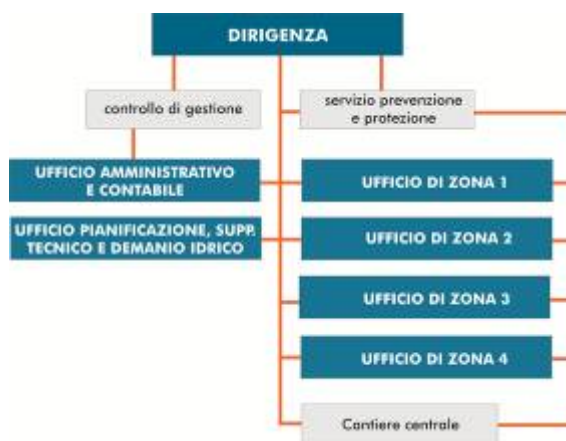 DIRIGENZA
controllo di gestione
servizio prevenzione
e protezione
UFFICIO AMMINISTRATIVO
E CONTABILE
UFFICIO DI ZONA 1
UFFICIO PIANIFICAZIONE, SUPP.
TECNICO E DEMANIO IDRICO
UFFICIO DI ZONA 2
UFFICIO DI ZONA 3
UFFICIO DI ZONA 4
Cantiere centrale